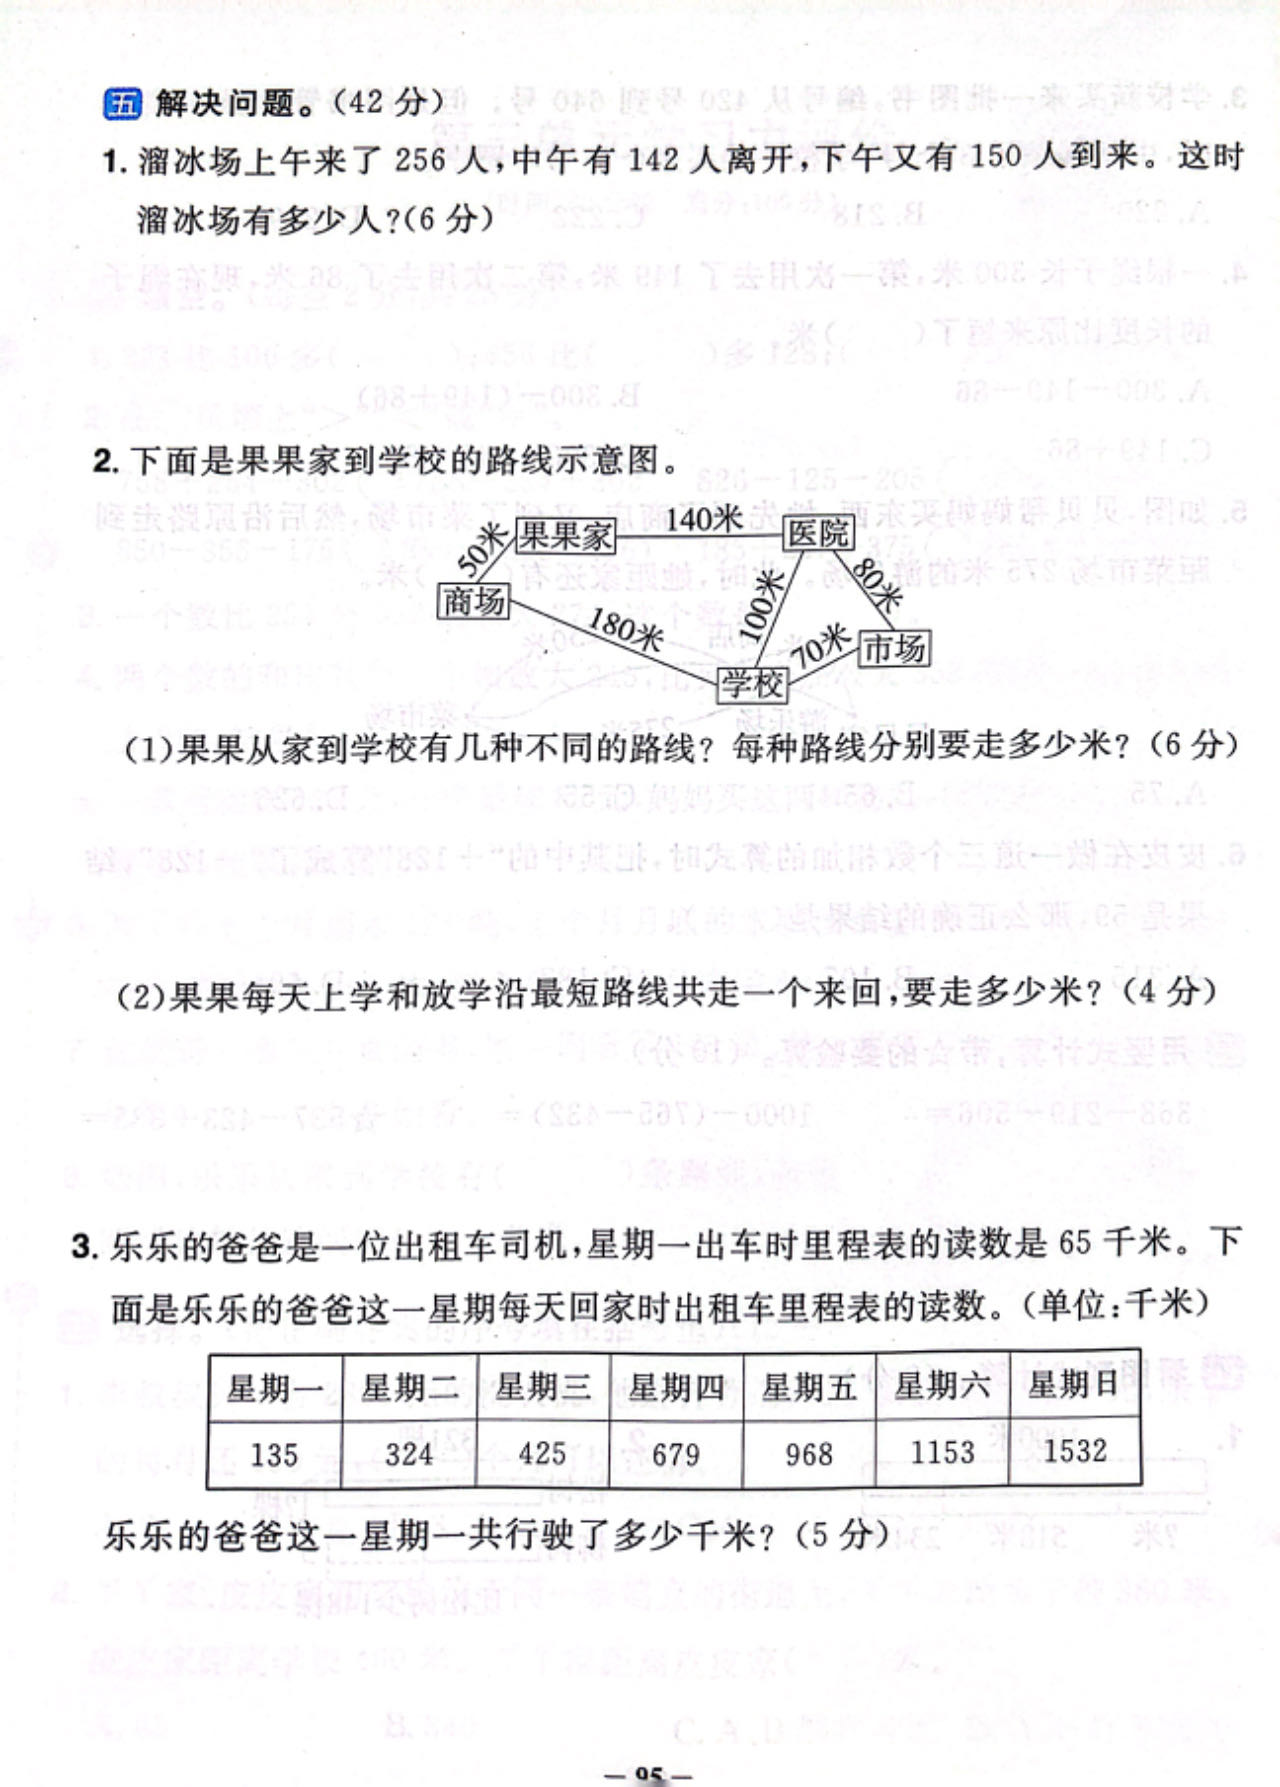 五 解决问题。(42 分)
1. 溜冰场上午来了 256 人,中午有 142 人离开,下午又有 150 人到来。这时
溜冰场有多少人?(6 分)
2. 下面是果果家到学校的路线示意图。
果果家 140米 医院
50米
商场 180米 100米 80米
70米 市场
学校
(1)果果从家到学校有几种不同的路线? 每种路线分别要走多少米? (6 分)
(2)果果每天上学和放学沿最短路线共走一个来回,要走多少米? (4 分)
3. 乐乐的爸爸是一位出租车司机,星期一出车时里程表的读数是 65 千米。下
面是乐乐的爸爸这一星期每天回家时出租车里程表的读数。(单位:千米)
星期一 星期二 星期三 星期四 星期五 星期六 星期日
135 324 425 679 968 1153 1532
乐乐的爸爸这一星期一共行驶了多少千米? (5 分)
— 95 —